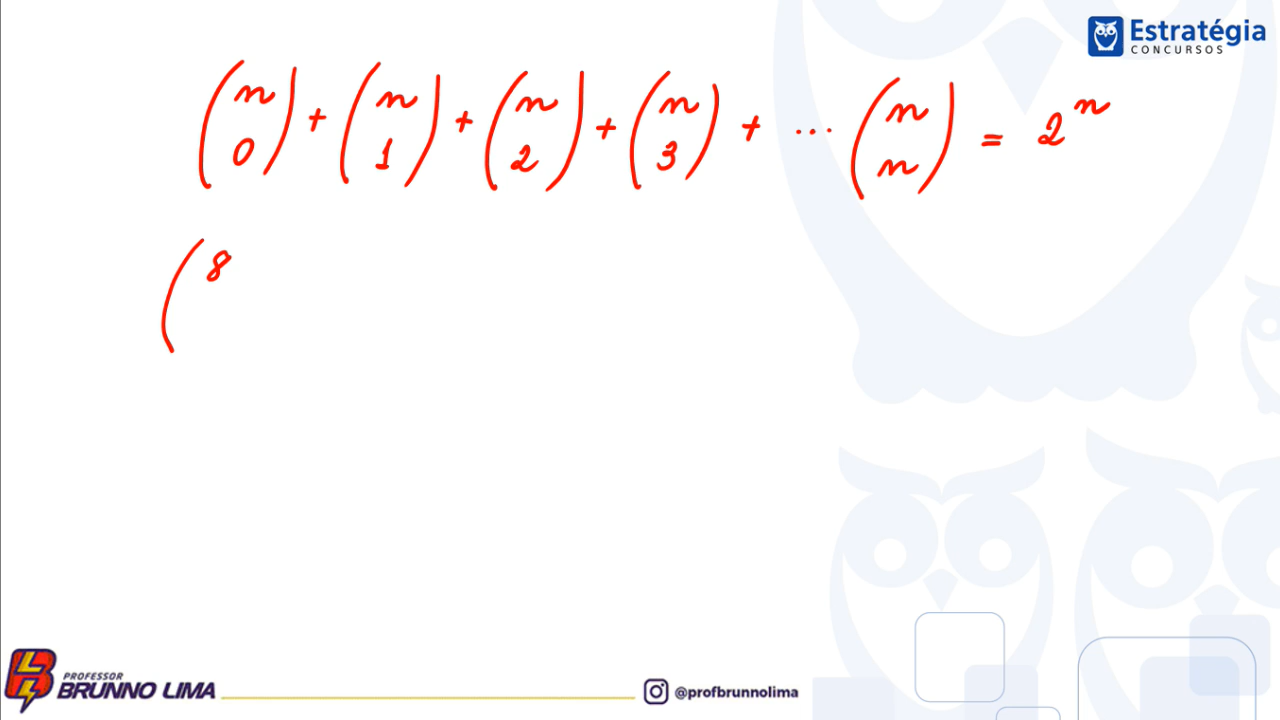 Estratégia
CONCURSOS
(n 0) + (n 1) + (n 2) + (n 3) + ... (n n) = 2^n
(8
PROFESSOR
BRUNNO LIMA
@profbrunnolima